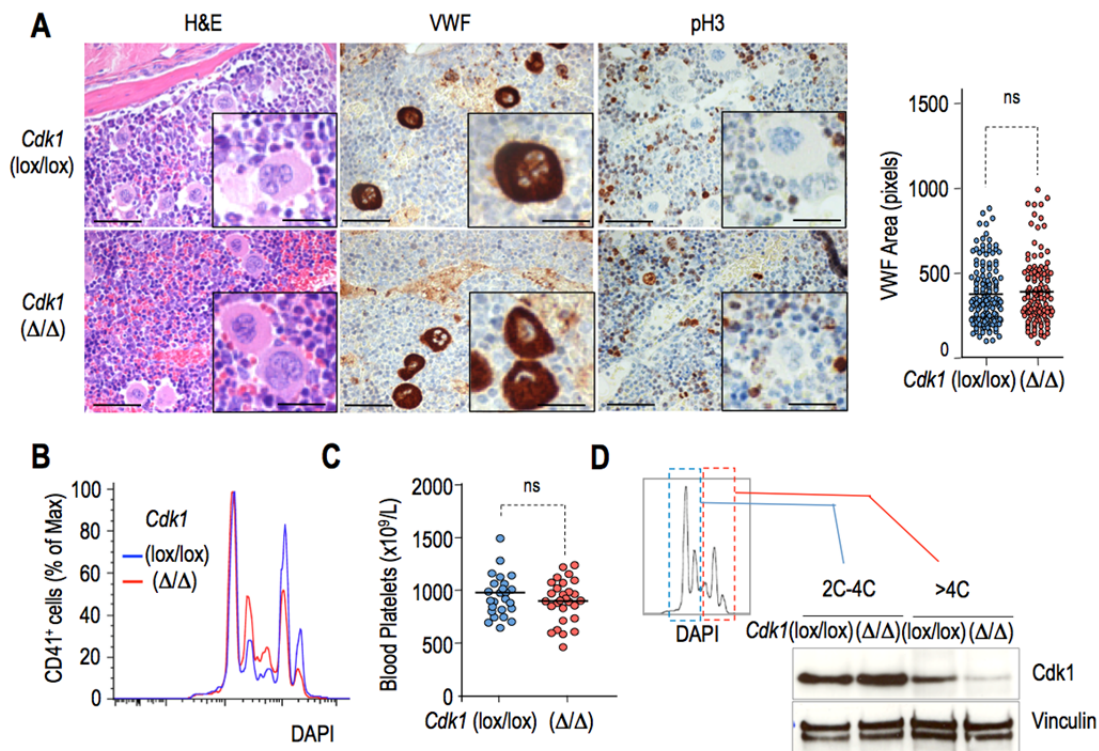 A
H&E
VWF
pH3
Cdk1
(lox/lox)
Cdk1
(Δ/Δ)
VWF Area (pixels)
1500
1000
500
0
ns
Cdk1 (lox/lox) (Δ/Δ)
B
CD41⁺ cells (% of Max)
100
80
60
40
20
0
Cdk1
(lox/lox)
(Δ/Δ)
DAPI
C
Blood Platelets (x10⁹/L)
2000
1500
1000
500
0
ns
Cdk1 (lox/lox) (Δ/Δ)
D
DAPI
2C-4C
>4C
Cdk1 (lox/lox) (Δ/Δ) (lox/lox) (Δ/Δ)
Cdk1
Vinculin